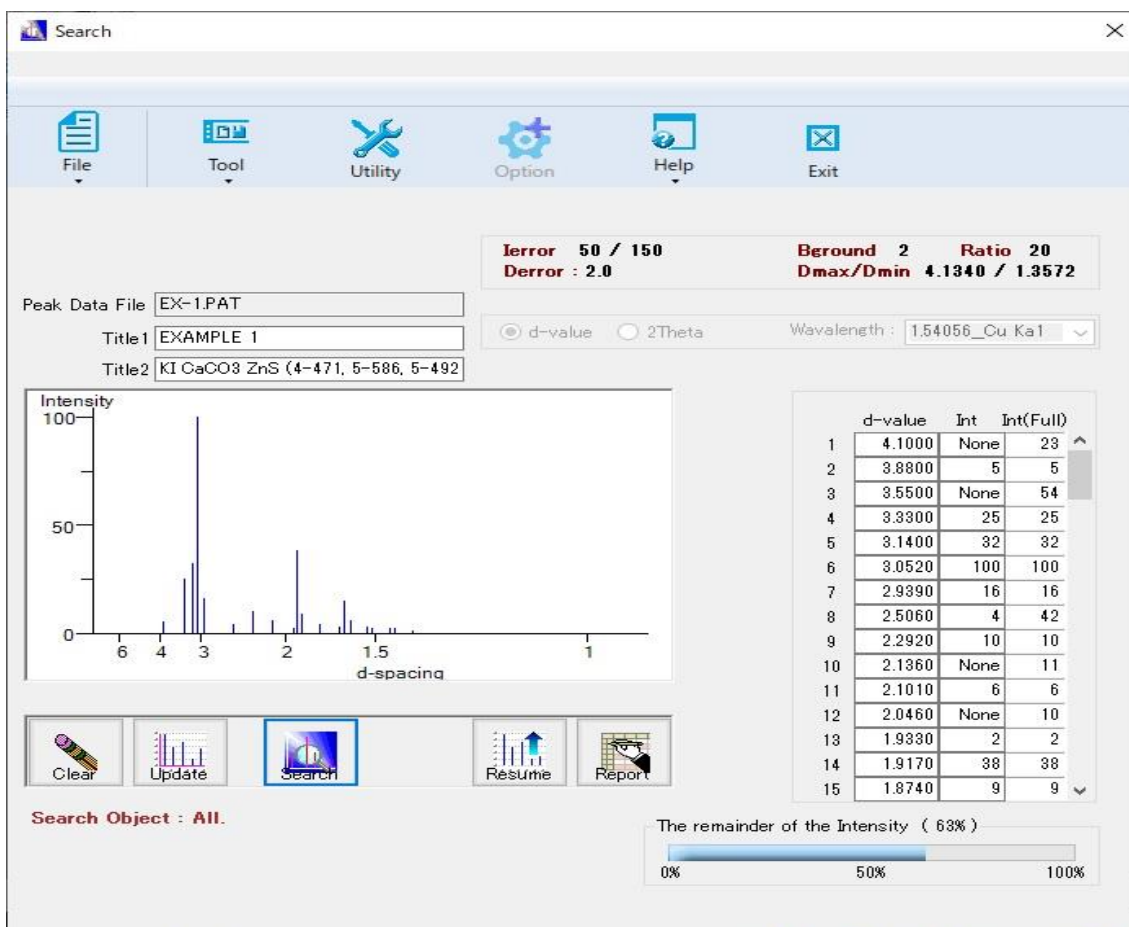 Search
File
Tool
Utility
Option
Help
Exit
Ierror 50 / 150
Derror : 2.0
Bground 2 Ratio 20
Dmax/Dmin 4.1340 / 1.3572
Peak Data File EX-1.PAT
Title1 EXAMPLE 1
Title2 KI CaCO3 ZnS (4-471, 5-586, 5-492
d-value 2Theta
Wavalength : 1.54056_Cu Ka1
Intensity
100
50
0
6 4 3 2 1.5 1
d-spacing
d-value Int Int(Full)
1 4.1000 None 23
2 3.8800 5 5
3 3.5500 None 54
4 3.3300 25 25
5 3.1400 32 32
6 3.0520 100 100
7 2.9390 16 16
8 2.5060 4 42
9 2.2920 10 10
10 2.1360 None 11
11 2.1010 6 6
12 2.0460 None 10
13 1.9330 2 2
14 1.9170 38 38
15 1.8740 9 9
Clear
Update
Search
Resume
Report
Search Object : All.
The remainder of the Intensity ( 63% )
0% 50% 100%